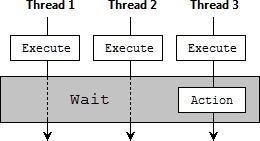 Thread 1 Thread 2 Thread 3
Execute Execute Execute
Wait Action